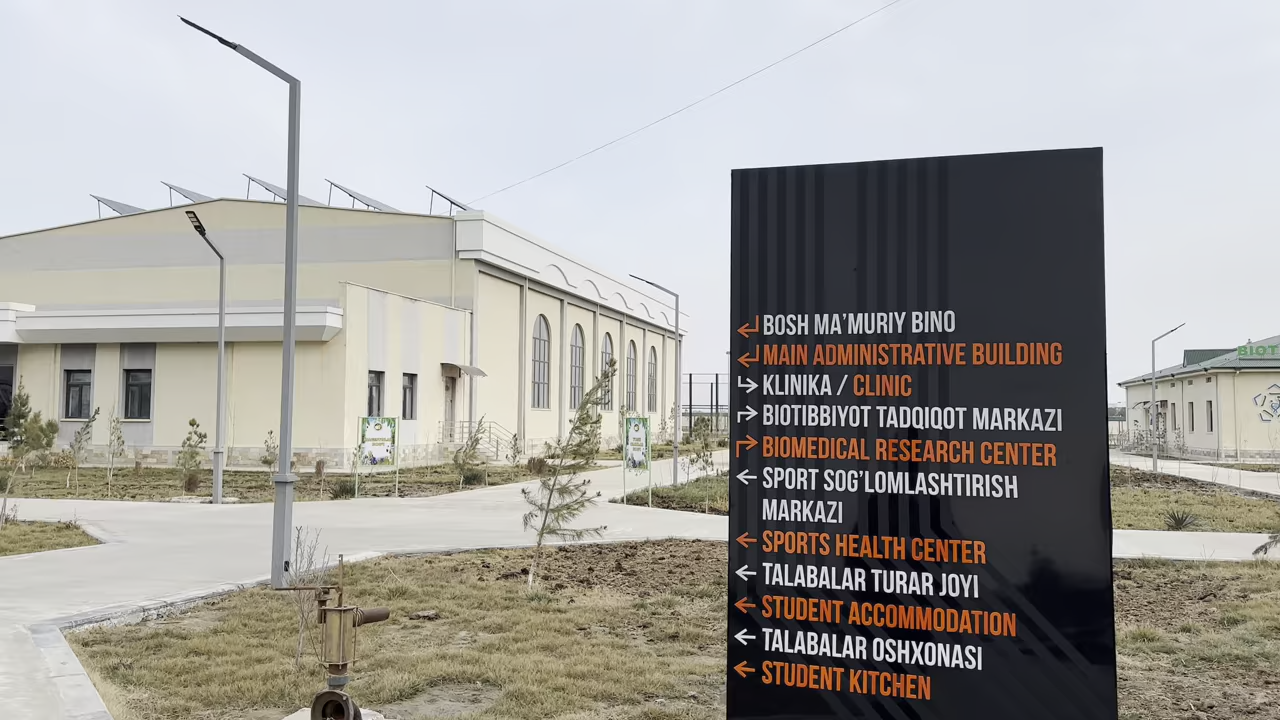 BOSH MA’MURIY BINO
MAIN ADMINISTRATIVE BUILDING
KLINIKA / CLINIC
BIOTIBBIYOT TADQIQOT MARKAZI
BIOMEDICAL RESEARCH CENTER
SPORT SOG’LOMLASHTIRISH
MARKAZI
SPORTS HEALTH CENTER
TALABALAR TURAR JOYI
STUDENT ACCOMMODATION
TALABALAR OSHXONASI
STUDENT KITCHEN
BIOT